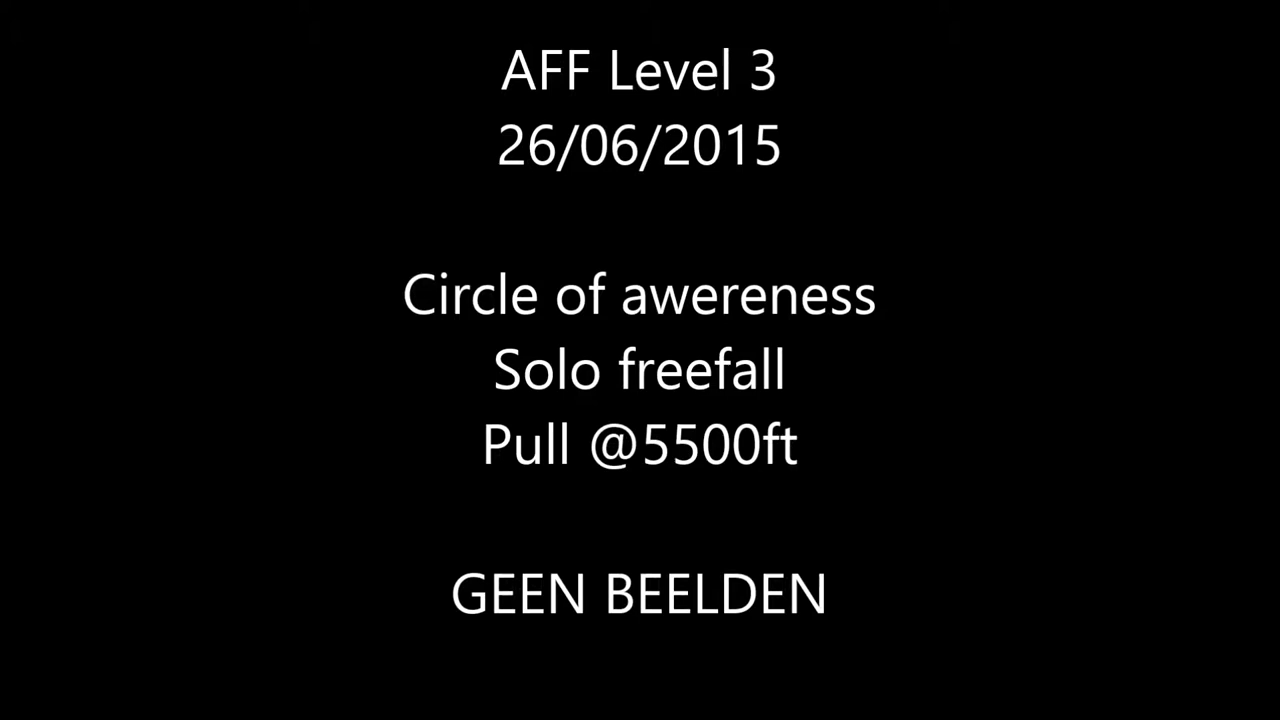 AFF Level 3
26/06/2015
Circle of awereness
Solo freefall
Pull @5500ft
GEEN BEELDEN